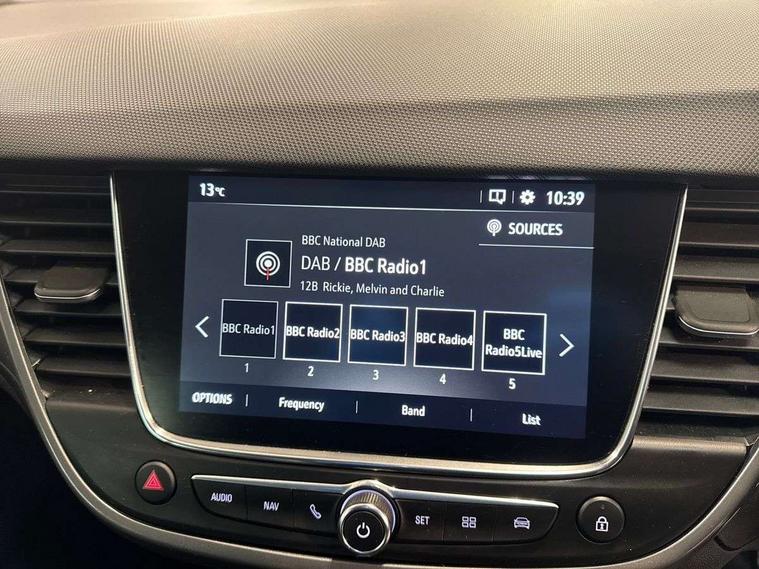 13°C
10:39
SOURCES
BBC National DAB
DAB / BBC Radio1
12B Rickie, Melvin and Charlie
BBC Radio1
BBC Radio2
BBC Radio3
BBC Radio4
BBC
Radio5Live
1
2
3
4
5
OPTIONS
Frequency
Band
List
AUDIO
NAV
SET